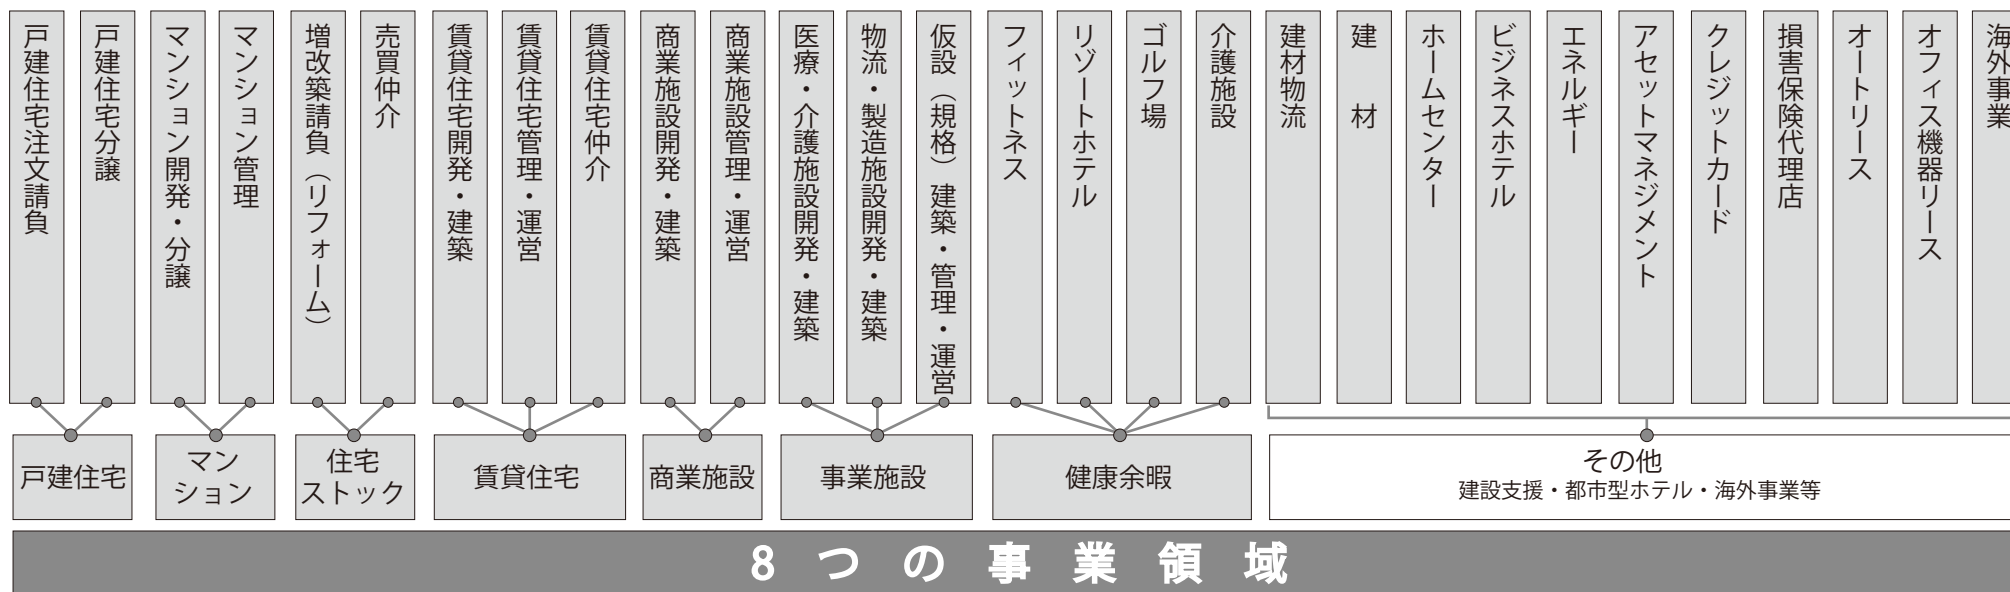 戸建住宅注文請負
戸建住宅分譲
マンション開発・分譲
マンション管理
増改築請負（リフォーム）
売買仲介
賃貸住宅開発・建築
賃貸住宅管理・運営
賃貸住宅仲介
商業施設開発・建築
商業施設管理・運営
医療・介護施設開発・建築
物流・製造施設開発・建築
仮設（規格）建築・管理・運営
フィットネス
リゾートホテル
ゴルフ場
介護施設
建材物流
建　材
ホームセンター
ビジネスホテル
エネルギー
アセットマネジメント
クレジットカード
損害保険代理店
オートリース
オフィス機器リース
海外事業
戸建住宅
マン
ション
住宅
ストック
賃貸住宅
商業施設
事業施設
健康余暇
その他
建設支援・都市型ホテル・海外事業等
8つの事業領域